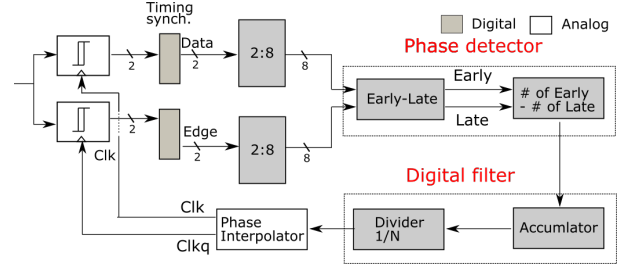 Timing
synch.
Digital
Analog
Data
2
2
2:8
8
Phase detector
Early-Late
Early
Late
# of Early
- # of Late
2
Clk
Edge
2
2:8
8
Digital filter
Clk
Clkq
Phase
Interpolator
Divider
1/N
Accumlator